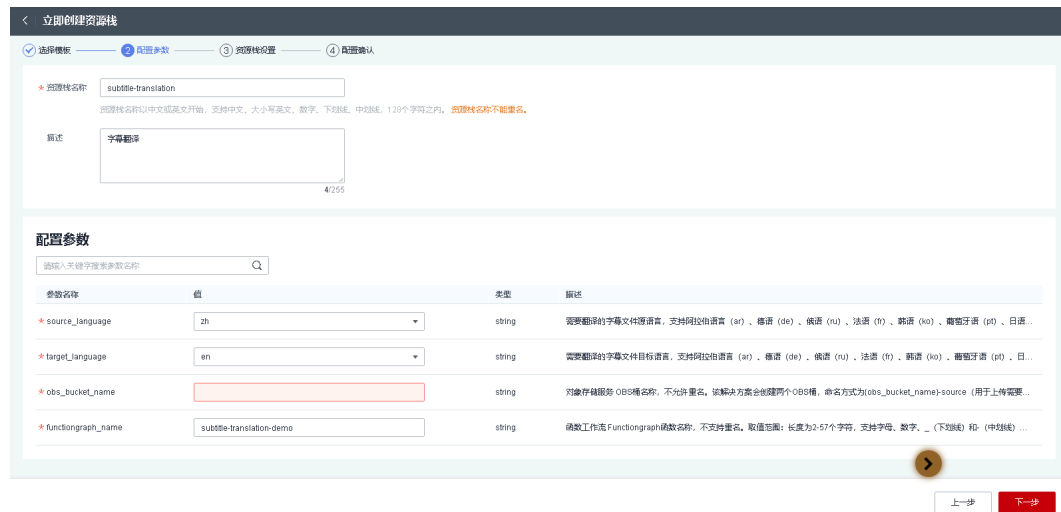 立即创建资源栈
选择模板 2 配置参数 3 资源栈设置 4 配置确认
* 资源栈名称 subtitle-translation
资源栈名称以中文或英文开始，支持中文、大小写英文、数字、下划线、中划线，128个字符之内。 资源栈名称不能重名。
描述 字幕翻译
4/255
配置参数
请输入关键字搜索参数名称
参数名称 值 类型 描述
* source_language zh string 需要翻译的字幕文件源语言，支持阿拉伯语言（ar）、德语（de）、俄语（ru）、法语（fr）、韩语（ko）、葡萄牙语（pt）、日语...
* target_language en string 需要翻译的字幕文件目标语言，支持阿拉伯语言（ar）、德语（de）、俄语（ru）、法语（fr）、韩语（ko）、葡萄牙语（pt）、日...
* obs_bucket_name string 对象存储服务 OBS桶名称，不允许重名。该解决方案会创建两个OBS桶，命名方式为{obs_bucket_name}-source（用于上传需要...
* functiongraph_name subtitle-translation-demo string 函数工作流 Functiongraph函数名称，不支持重名。取值范围：长度为2-57个字符，支持字母、数字、_（下划线）和-（中划线）...
上一步 下一步